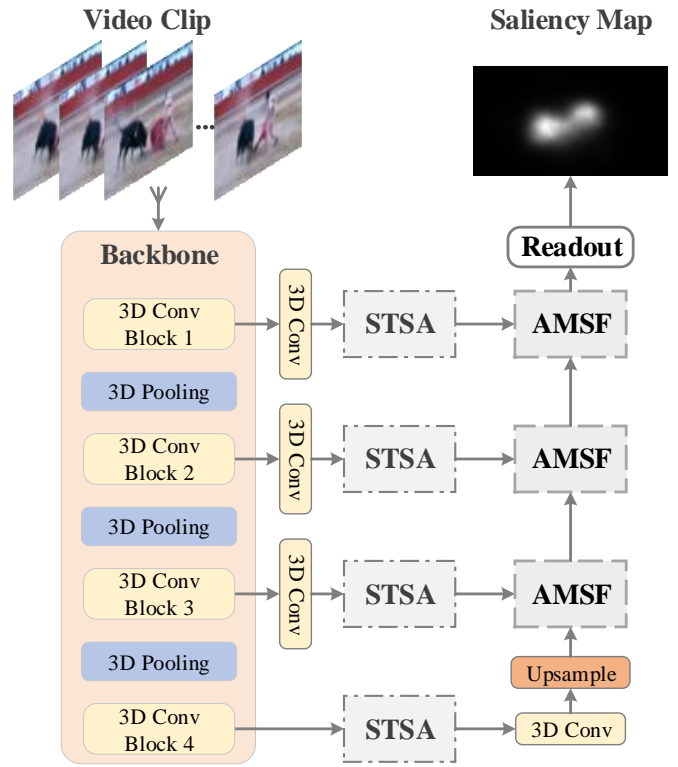 Video Clip
Saliency Map
...
Backbone
Readout
3D Conv
Block 1
3D Conv
STSA
AMSF
3D Pooling
3D Conv
Block 2
3D Conv
STSA
AMSF
3D Pooling
3D Conv
Block 3
3D Conv
STSA
AMSF
3D Pooling
Upsample
3D Conv
Block 4
STSA
3D Conv